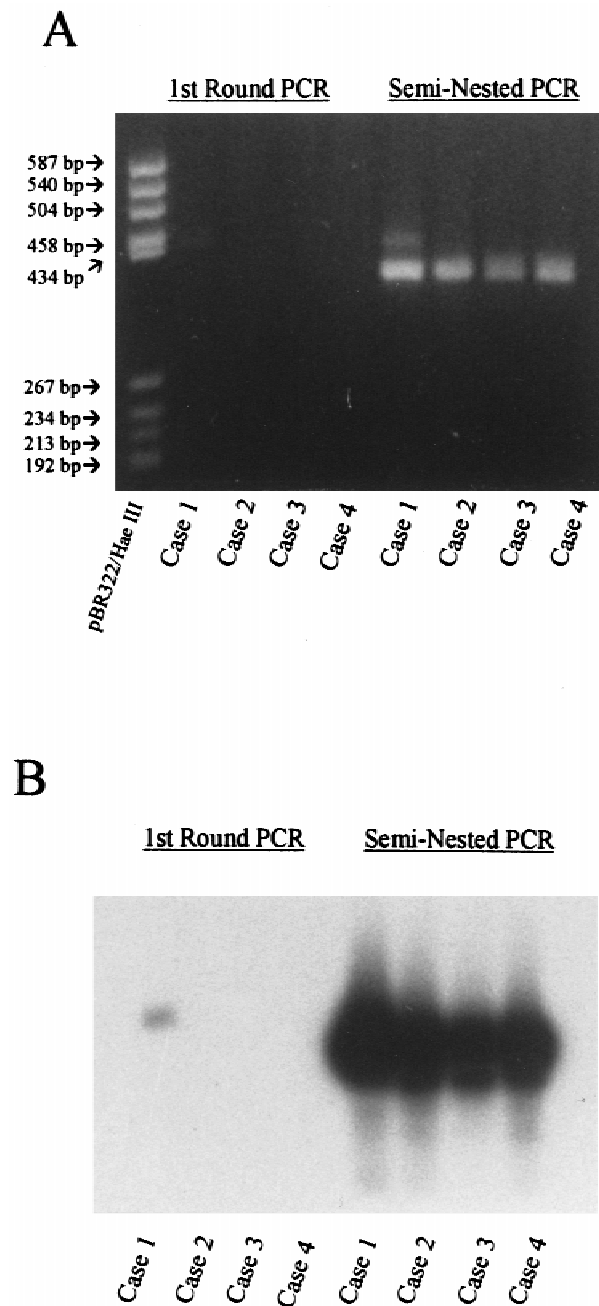 A
1st Round PCR Semi-Nested PCR
587 bp→
540 bp→
504 bp→
458 bp→
434 bp↗
267 bp→
234 bp→
213 bp→
192 bp→
pBR322/Hae III Case 1 Case 2 Case 3 Case 4 Case 1 Case 2 Case 3 Case 4
B
1st Round PCR Semi-Nested PCR
Case 1 Case 2 Case 3 Case 4 Case 1 Case 2 Case 3 Case 4